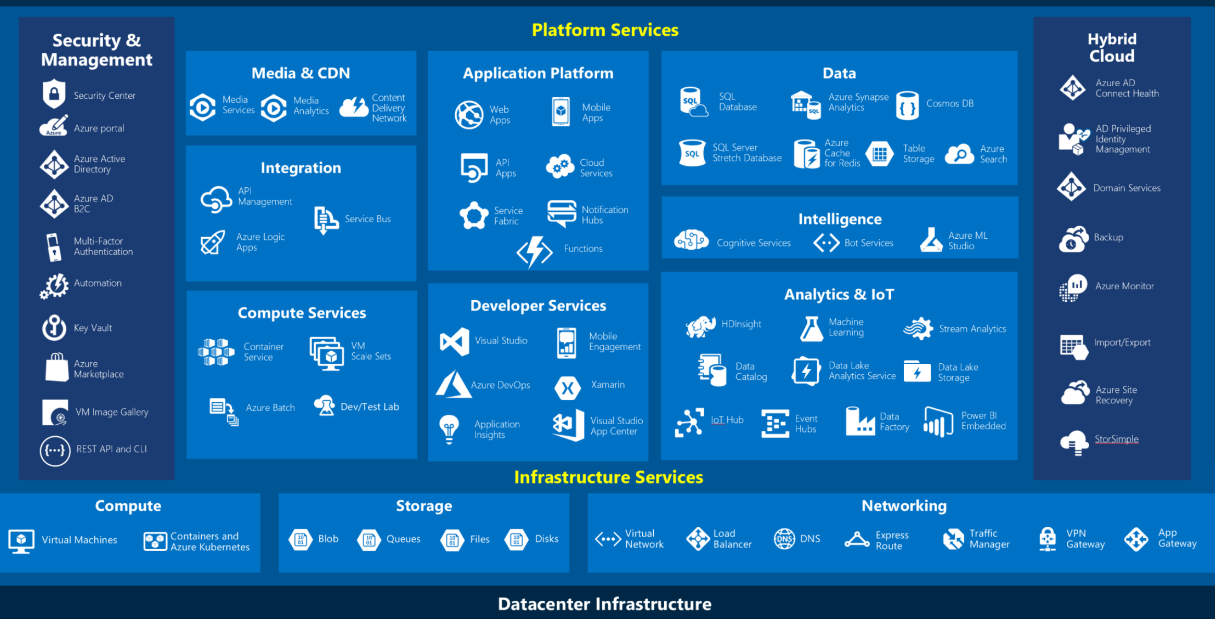 Platform Services
Security &
Management
Security Center
Azure portal
Azure Active
Directory
Azure AD
B2C
Multi-Factor
Authentication
Automation
Key Vault
Azure
Marketplace
VM Image Gallery
REST API and CLI
Media & CDN
Media
Services
Media
Analytics
Content
Delivery
Network
Integration
API
Management
Service Bus
Azure Logic
Apps
Compute Services
Container
Service
VM
Scale Sets
Azure Batch
Dev/Test Lab
Application Platform
Web
Apps
Mobile
Apps
API
Apps
Cloud
Services
Service
Fabric
Notification
Hubs
Functions
Developer Services
Visual Studio
Mobile
Engagement
Azure DevOps
Xamarin
Application
Insights
Visual Studio
App Center
Data
SQL
SQL
Database
SQL
Azure Synapse
Analytics
Cosmos DB
SQL
SQL Server
Stretch Database
Azure
Cache
for Redis
Table
Storage
Azure
Search
Intelligence
Cognitive Services
Bot Services
Azure ML
Studio
Analytics & IoT
HDInsight
Machine
Learning
Stream Analytics
Data
Catalog
Data Lake
Analytics Service
Data Lake
Storage
IoT Hub
Event
Hubs
Data
Factory
Power BI
Embedded
Hybrid
Cloud
Azure AD
Connect Health
AD Privileged
Identity
Management
Domain Services
Backup
Azure Monitor
Import/Export
Azure Site
Recovery
StorSimple
Infrastructure Services
Compute
Virtual Machines
Containers and
Azure Kubernetes
Storage
Blob
Queues
Files
Disks
Networking
Virtual
Network
Load
Balancer
DNS
DNS
Express
Route
Traffic
Manager
VPN
Gateway
App
Gateway
Datacenter Infrastructure